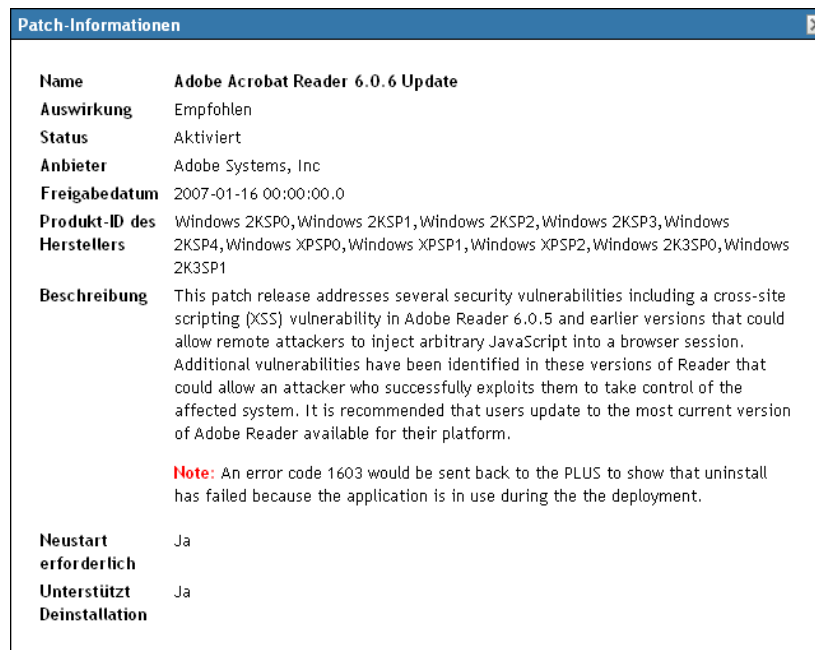 Patch-Informationen
Name Adobe Acrobat Reader 6.0.6 Update
Auswirkung Empfohlen
Status Aktiviert
Anbieter Adobe Systems, Inc
Freigabedatum 2007-01-16 00:00:00.0
Produkt-ID des Windows 2KSP0,Windows 2KSP1,Windows 2KSP2,Windows 2KSP3,Windows
Herstellers 2KSP4,Windows XPSP0,Windows XPSP1,Windows XPSP2,Windows 2K3SP0,Windows
2K3SP1
Beschreibung This patch release addresses several security vulnerabilities including a cross-site
scripting (XSS) vulnerability in Adobe Reader 6.0.5 and earlier versions that could
allow remote attackers to inject arbitrary JavaScript into a browser session.
Additional vulnerabilities have been identified in these versions of Reader that
could allow an attacker who successfully exploits them to take control of the
affected system. It is recommended that users update to the most current version
of Adobe Reader available for their platform.
Note: An error code 1603 would be sent back to the PLUS to show that uninstall
has failed because the application is in use during the the deployment.
Neustart Ja
erforderlich
Unterstützt Ja
Deinstallation